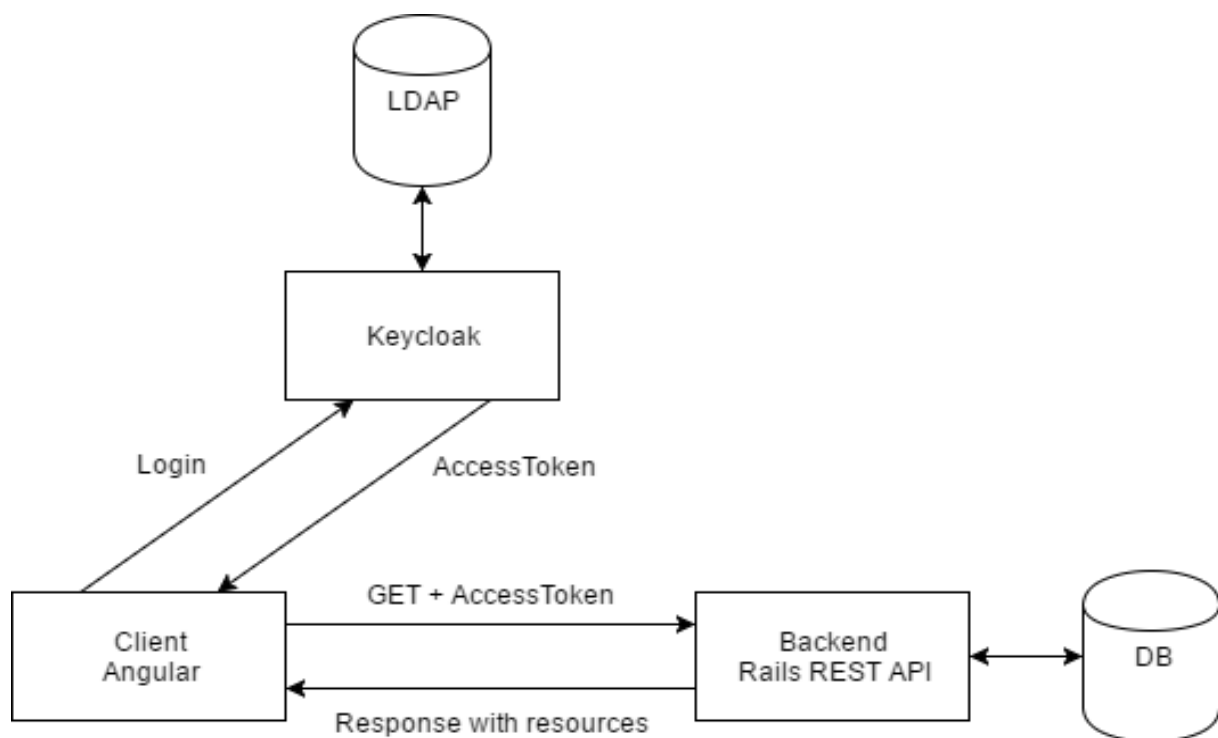 LDAP
Keycloak
Login
AccessToken
GET + AccessToken
Client
Angular
Backend
Rails REST API
DB
Response with resources